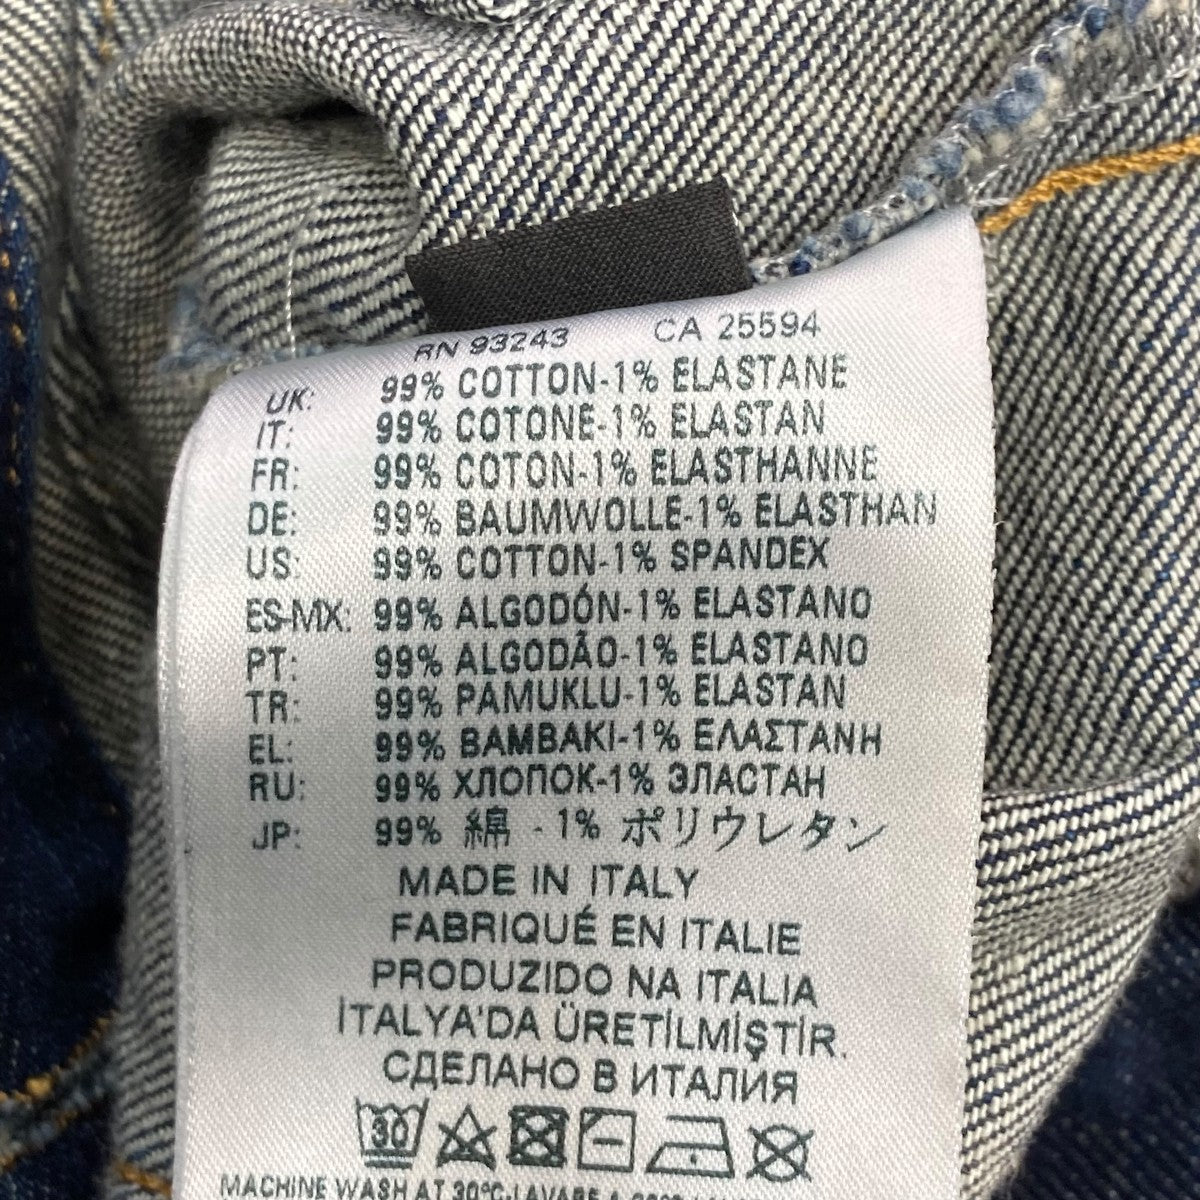 RN 93243 CA 25594
UK: 99% COTTON-1% ELASTANE
IT: 99% COTONE-1% ELASTAN
FR: 99% COTON-1% ELASTHANNE
DE: 99% BAUMWOLLE-1% ELASTHAN
US: 99% COTTON-1% SPANDEX
ES-MX: 99% ALGODÓN-1% ELASTANO
PT: 99% ALGODÃO-1% ELASTANO
TR: 99% PAMUKLU-1% ELASTAN
EL: 99% BAMBAKI-1% ΕΛΑΣΤΑΝΗ
RU: 99% ХЛОПОК-1% ЭЛАСТАН
JP: 99% 綿 - 1% ポリウレタン
MADE IN ITALY
FABRIQUÉ EN ITALIE
PRODUZIDO NA ITALIA
İTALYA'DA ÜRETİLMİŞTİR.
СДЕЛАНО В ИТАЛИЯ
30
MACHINE WASH AT 30°C-LAVARE A